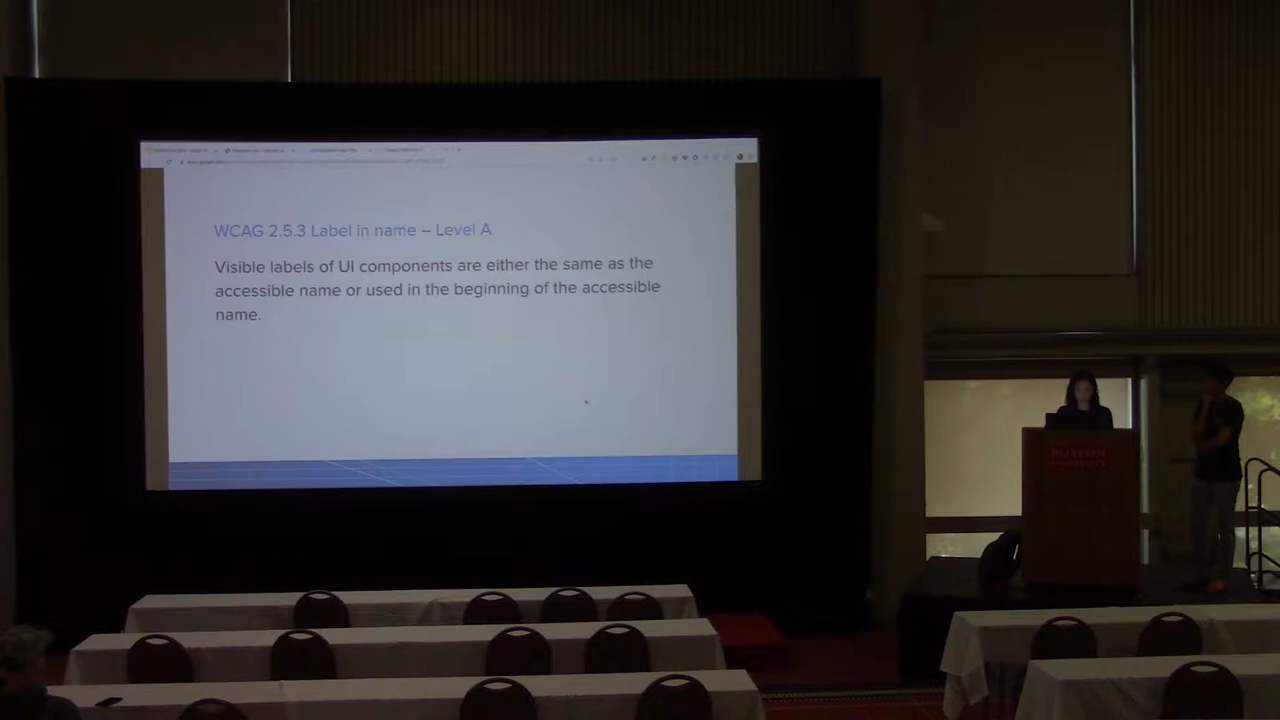 WCAG 2.5.3 Label in name – Level A
Visible labels of UI components are either the same as the
accessible name or used in the beginning of the accessible
name.
BOSTON